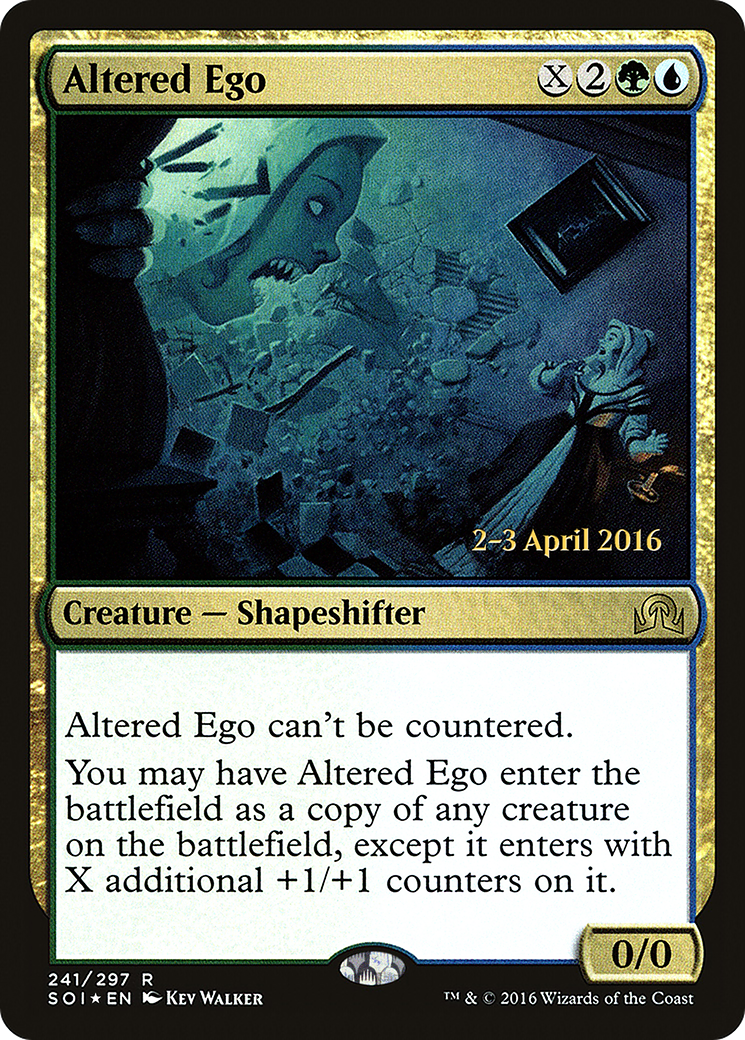 Altered Ego X2
2–3 April 2016
Creature — Shapeshifter
Altered Ego can't be countered.
You may have Altered Ego enter the
battlefield as a copy of any creature
on the battlefield, except it enters with
X additional +1/+1 counters on it.
0/0
241/297 R
SOI★EN Kev Walker
™ & © 2016 Wizards of the Coast